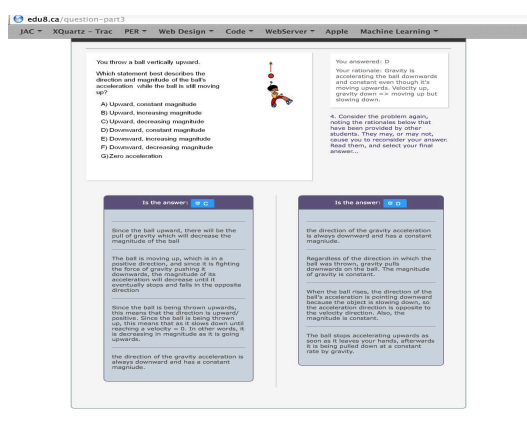 edu8.ca/question-part3
JAC XQuartz - Trac PER Web Design Code WebServer Apple Machine Learning
You throw a ball vertically upward.
Which statement best describes the
direction and magnitude of the ball's
acceleration while the ball is still moving
up?
A) Upward, constant magnitude
B) Upward, increasing magnitude
C) Upward, decreasing magnitude
D) Downward, constant magnitude
E) Downward, increasing magnitude
F) Downward, decreasing magnitude
G)Zero acceleration
You answered: D
Your rationale: Gravity is
accelerating the ball downwards
and constant even though it's
moving upwards. Velocity up,
gravity down => moving up but
slowing down.
4. Consider the problem again,
noting the rationales below that
have been provided by other
students. They may, or may not,
cause you to reconsider your answer.
Read them, and select your final
answer...
Is the answer: C
Since the ball upward, there will be the
pull of gravity which will decrease the
magnitude of the ball
The ball is moving up, which is in a
positive direction, and since it is fighting
the force of gravity pushing it
downwards, the magnitude of its
acceleration will decrease until it
eventually stops and falls in the opposite
direction
Since the ball is being thrown upwards,
this means that the direction is upward/
positive. Since the ball is being thrown
up, this means that as it slows down until
reaching a velocity = 0. In other words, it
is decreasing in magnitude as it is going
upwards.
the direction of the gravity acceleration is
always downward and has a constant
magniude.
Is the answer: D
the direction of the gravity acceleration
is always downward and has a constant
magniude.
Regardless of the direction in which the
ball was thrown, gravity pulls
downwards on the ball. The magnitude
of gravity is constant.
When the ball rises, the direction of the
ball's acceleration is pointing downward
because the object is slowing down, so
the acceleration direction is opposite to
the velocity direction. Also, the
magnitude is constant.
The ball stops accelerating upwards as
soon as it leaves your hands, afterwards
it is being pulled down at a constant
rate by gravity.